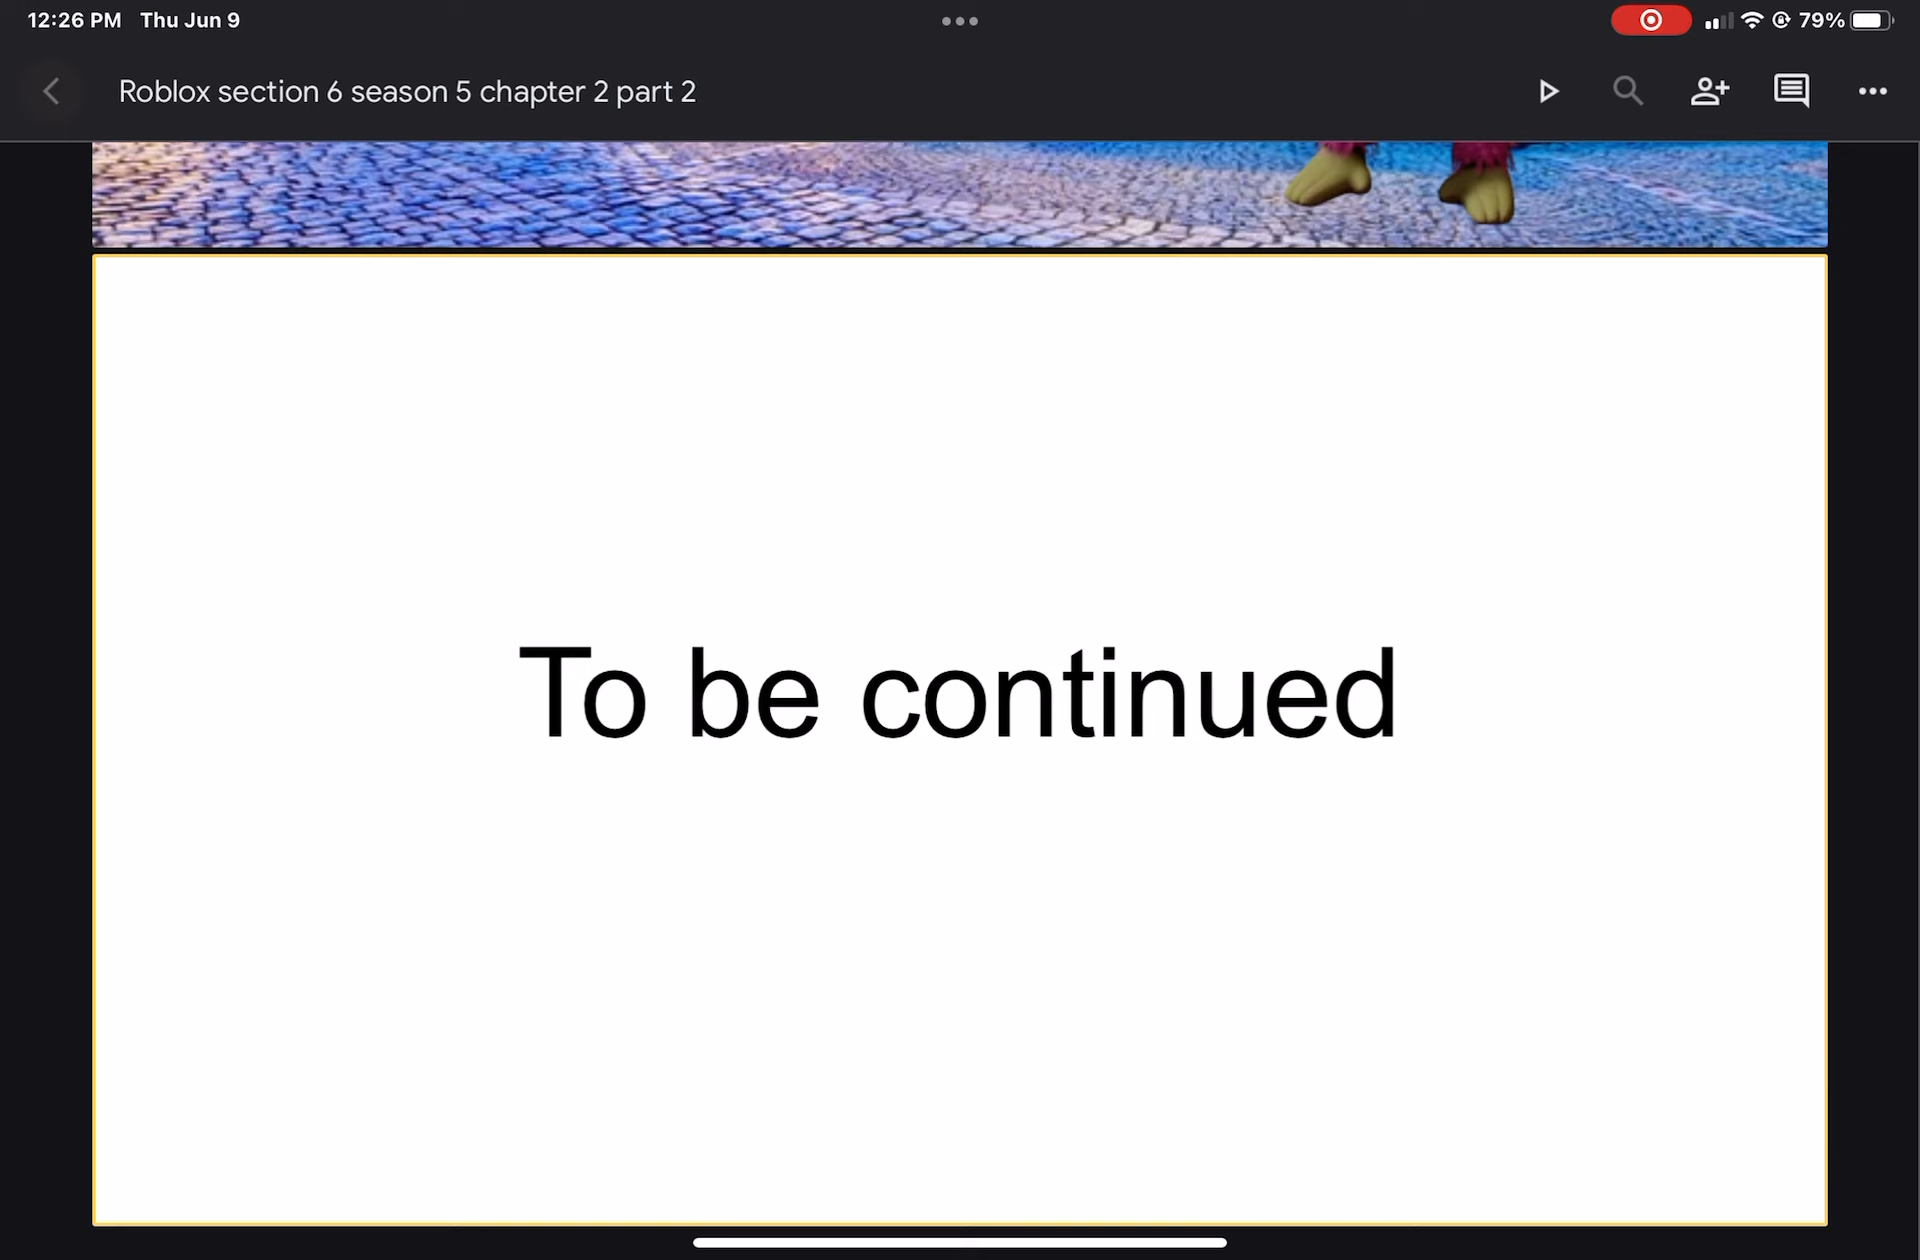 12:26 PM Thu Jun 9
79%
Roblox section 6 season 5 chapter 2 part 2
To be continued